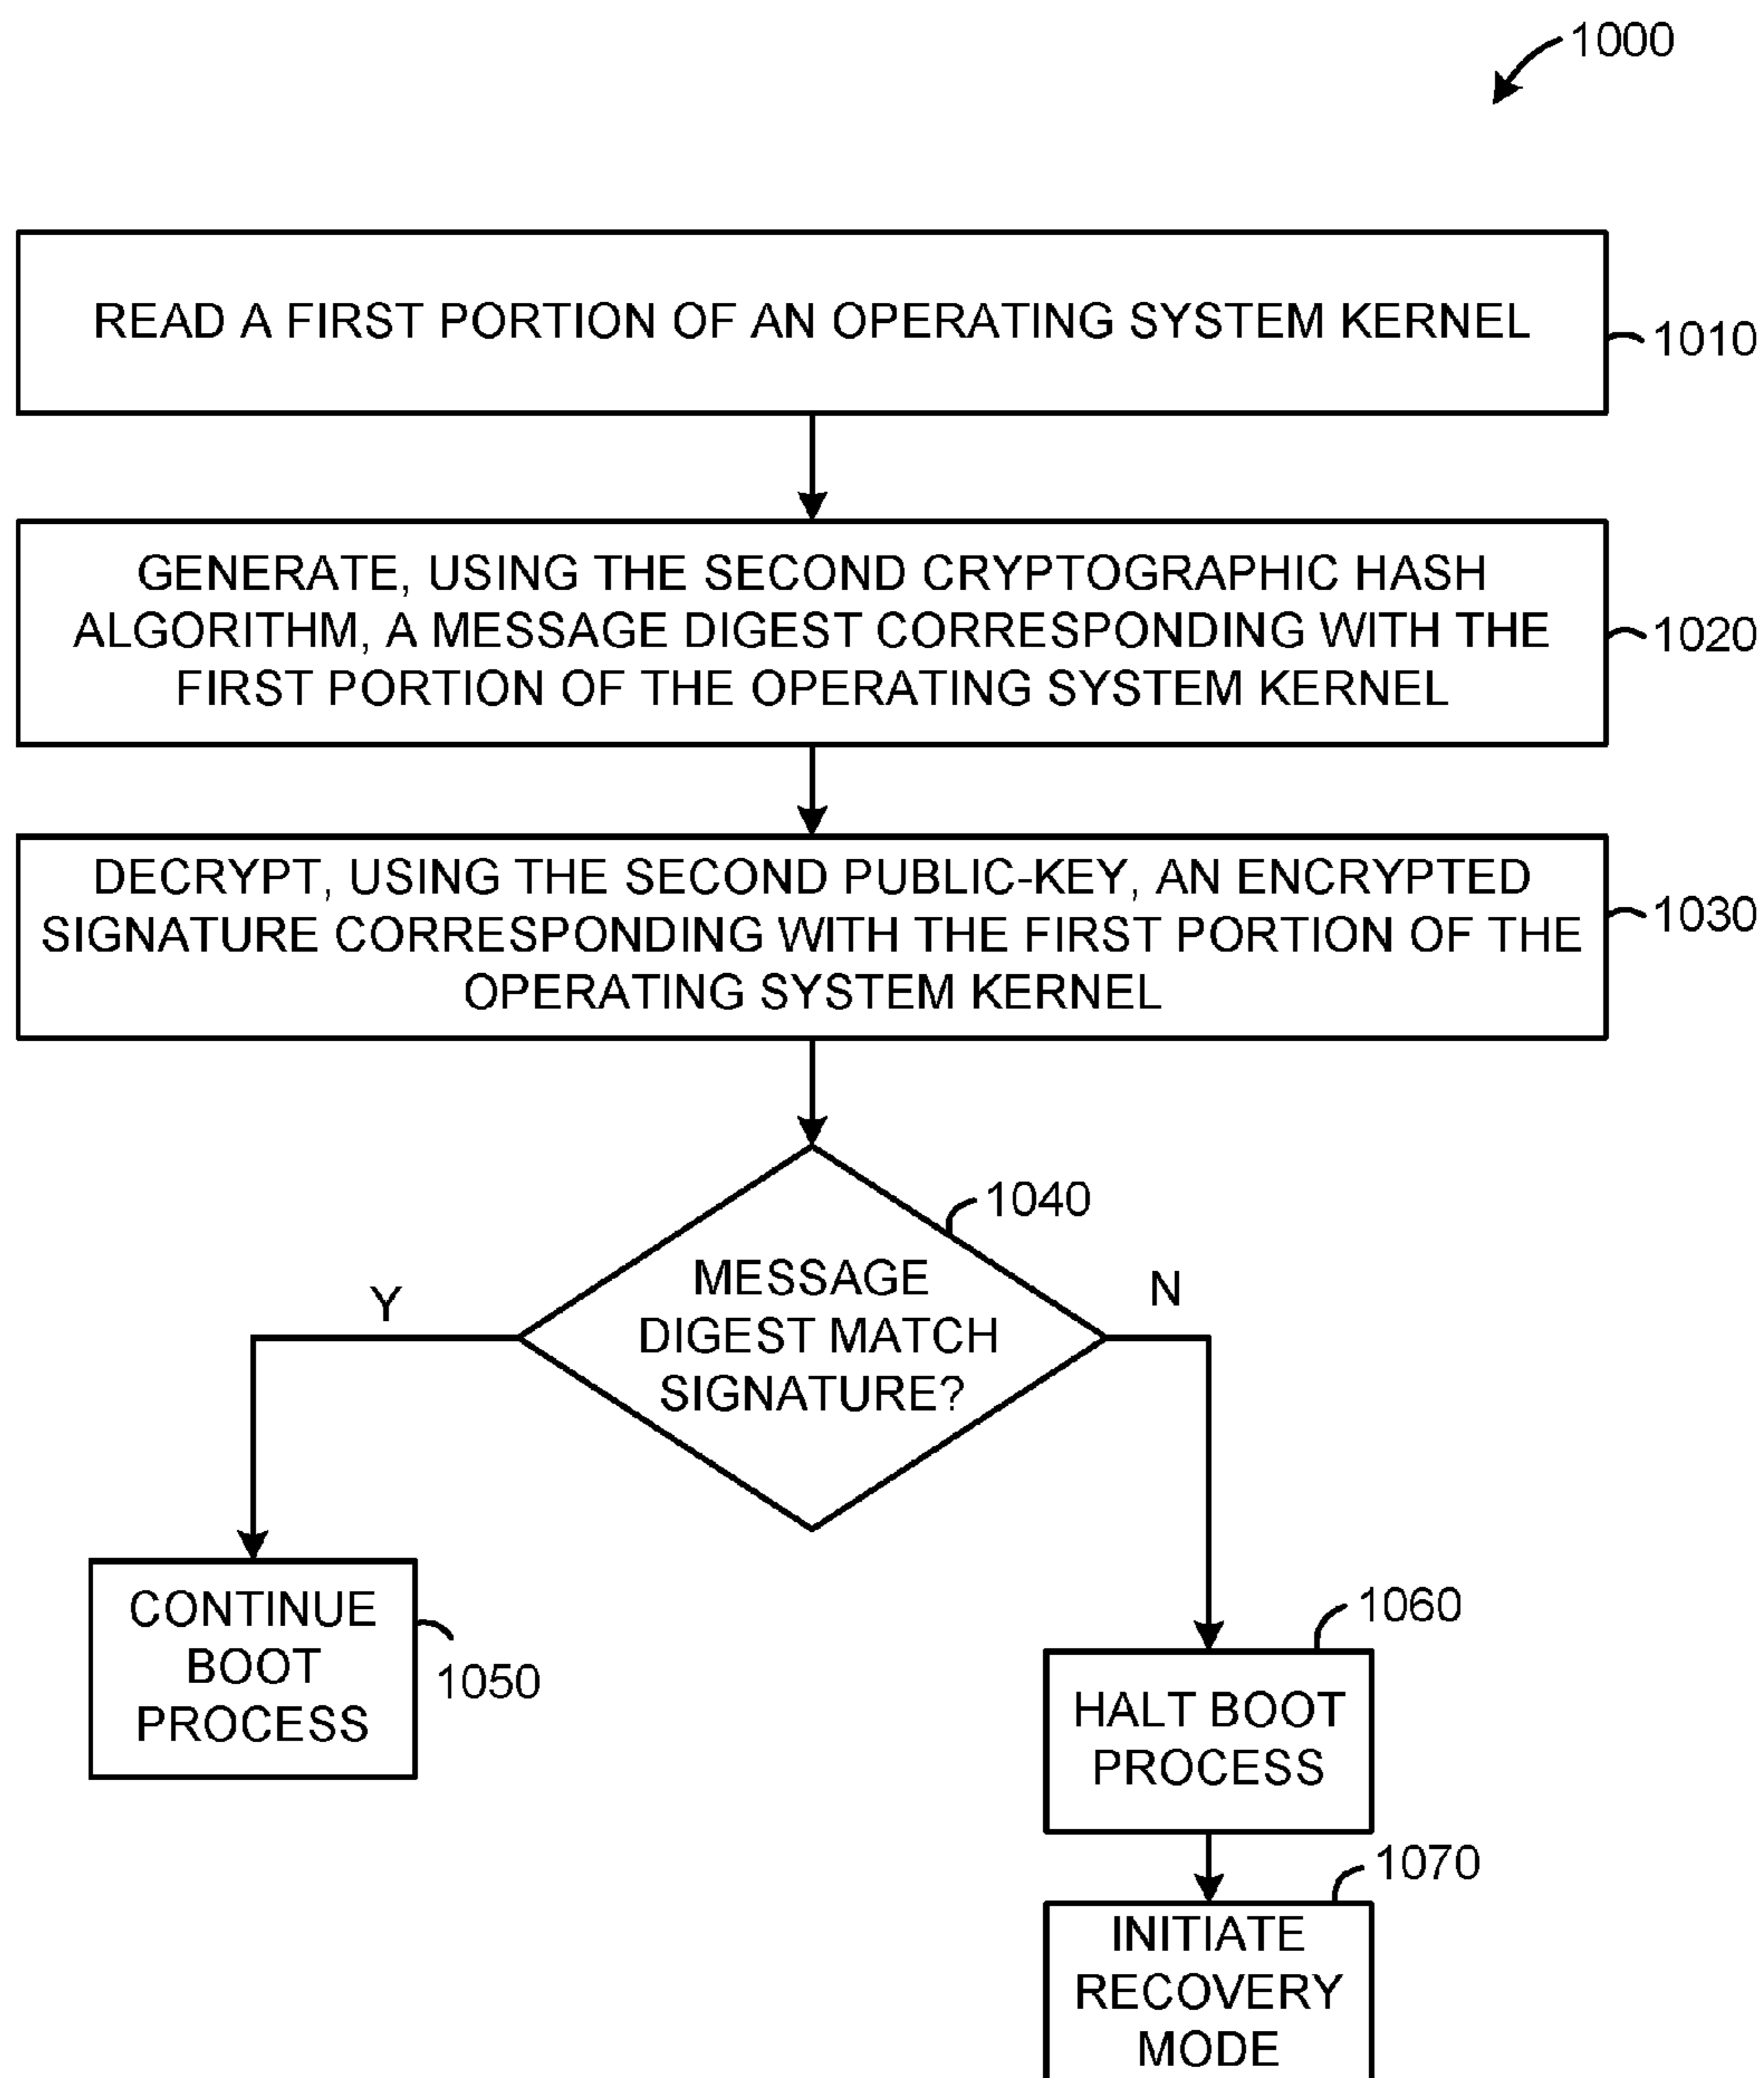 1000
READ A FIRST PORTION OF AN OPERATING SYSTEM KERNEL
1010
GENERATE, USING THE SECOND CRYPTOGRAPHIC HASH
ALGORITHM, A MESSAGE DIGEST CORRESPONDING WITH THE
FIRST PORTION OF THE OPERATING SYSTEM KERNEL
1020
DECRYPT, USING THE SECOND PUBLIC-KEY, AN ENCRYPTED
SIGNATURE CORRESPONDING WITH THE FIRST PORTION OF THE
OPERATING SYSTEM KERNEL
1030
1040
MESSAGE
DIGEST MATCH
SIGNATURE?
Y
N
CONTINUE
BOOT
PROCESS
1050
1060
HALT BOOT
PROCESS
1070
INITIATE
RECOVERY
MODE